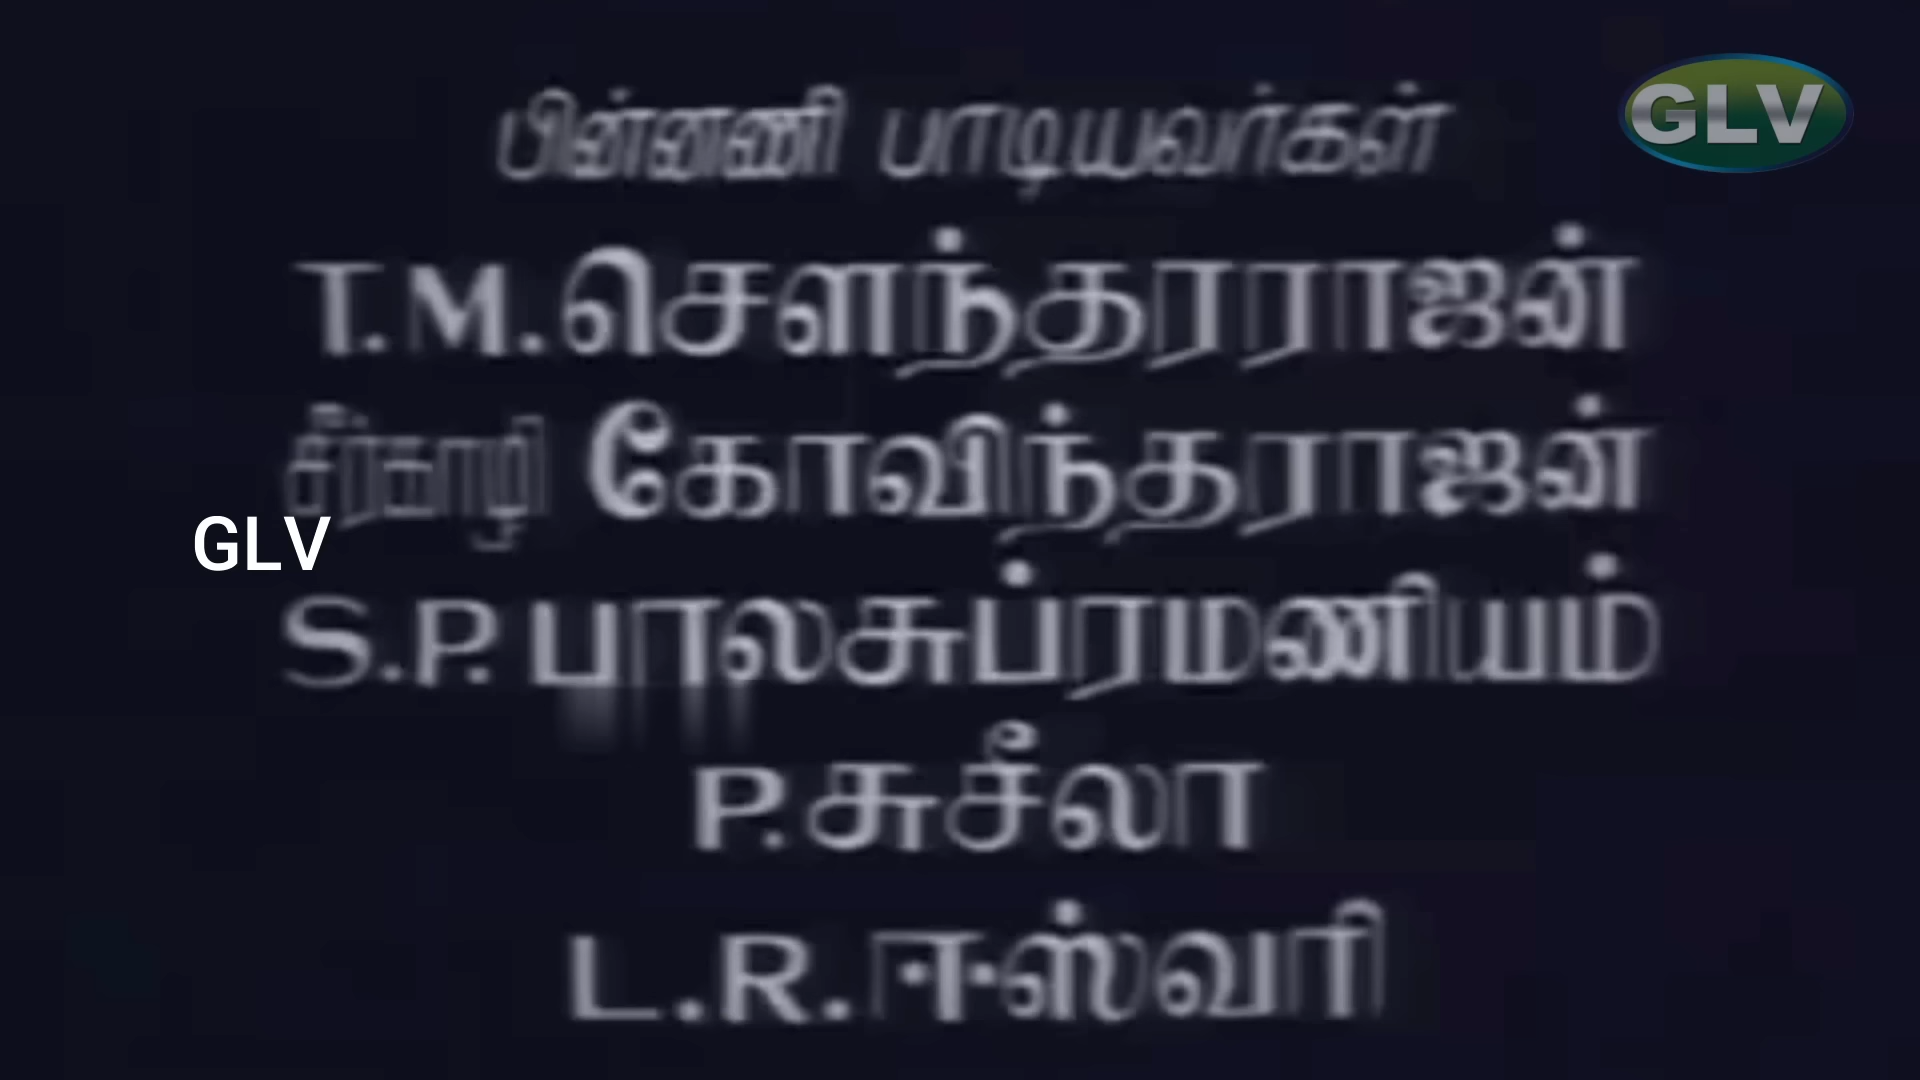 பின்னணி பாடியவர்கள்
GLV
T.M.சௌந்தரராஜன்
சீர்காழி கோவிந்தராஜன்
GLV
S.P. பாலசுப்ரமணியம்
P.சுசீலா
L.R.ஈஸ்வரி